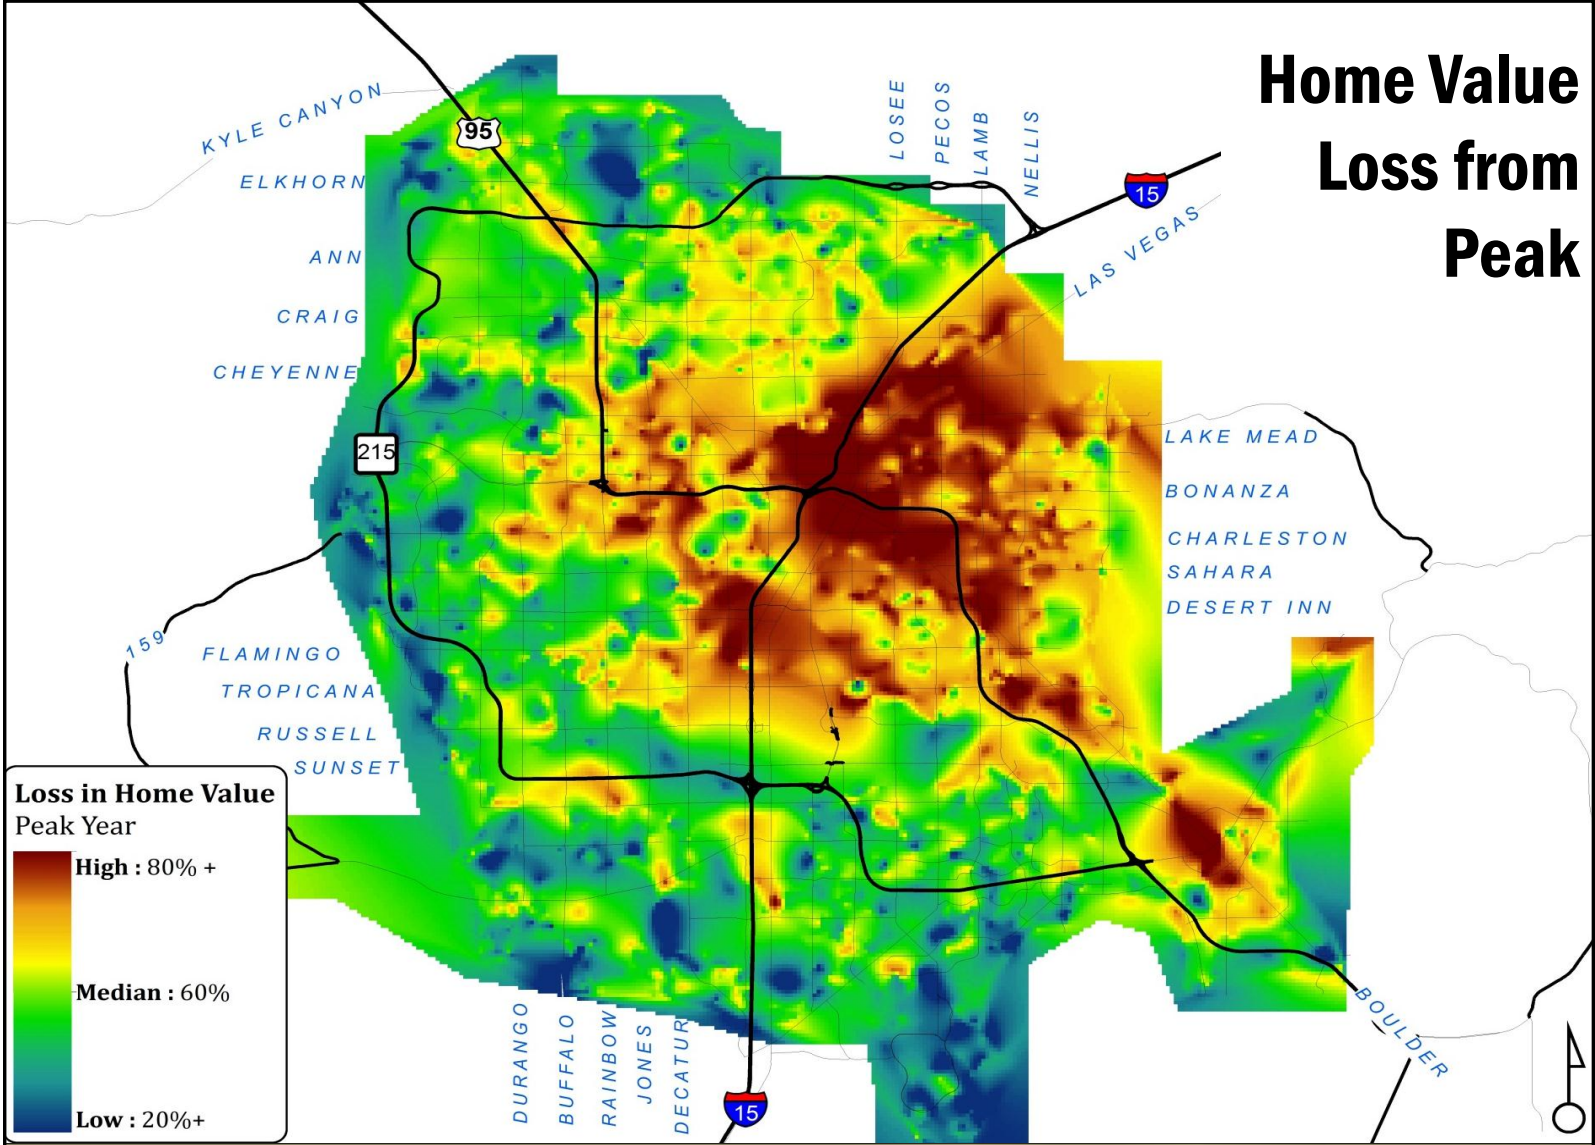 Home Value
Loss from
Peak
KYLE CANYON
95
LOSEE
PECOS
LAMB
NELLIS
15
ELKHORN
LAS VEGAS
ANN
CRAIG
CHEYENNE
215
LAKE MEAD
BONANZA
CHARLESTON
SAHARA
DESERT INN
159
FLAMINGO
TROPICANA
RUSSELL
SUNSET
Loss in Home Value
Peak Year
High : 80% +
Median : 60%
Low : 20%+
DURANGO
BUFFALO
RAINBOW
JONES
DECATUR
15
BOULDER